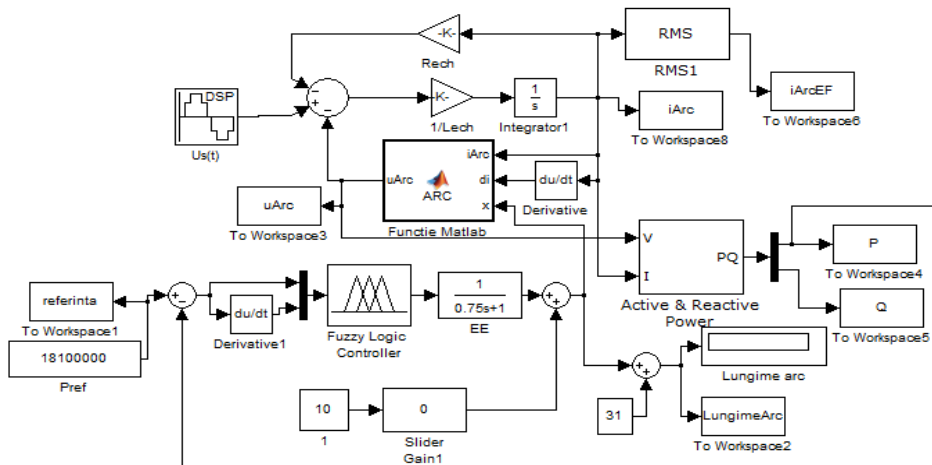 -K-
Rech
RMS
RMS1
DSP
Us(t)
K-
1/Lech
1
s
Integrator1
iArc
To Workspace8
iArcEF
To Workspace6
uArc
ARC
iArc
di
x
Functie Matlab
du/dt
Derivative
uArc
To Workspace3
V
I
PQ
Active & Reactive
Power
P
To Workspace4
Q
To Workspace5
referinta
To Workspace1
18100000
Pref
du/dt
Derivative1
Fuzzy Logic
Controller
1
0.75s+1
EE
10
1
0
Slider
Gain1
31
Lungime arc
LungimeArc
To Workspace2